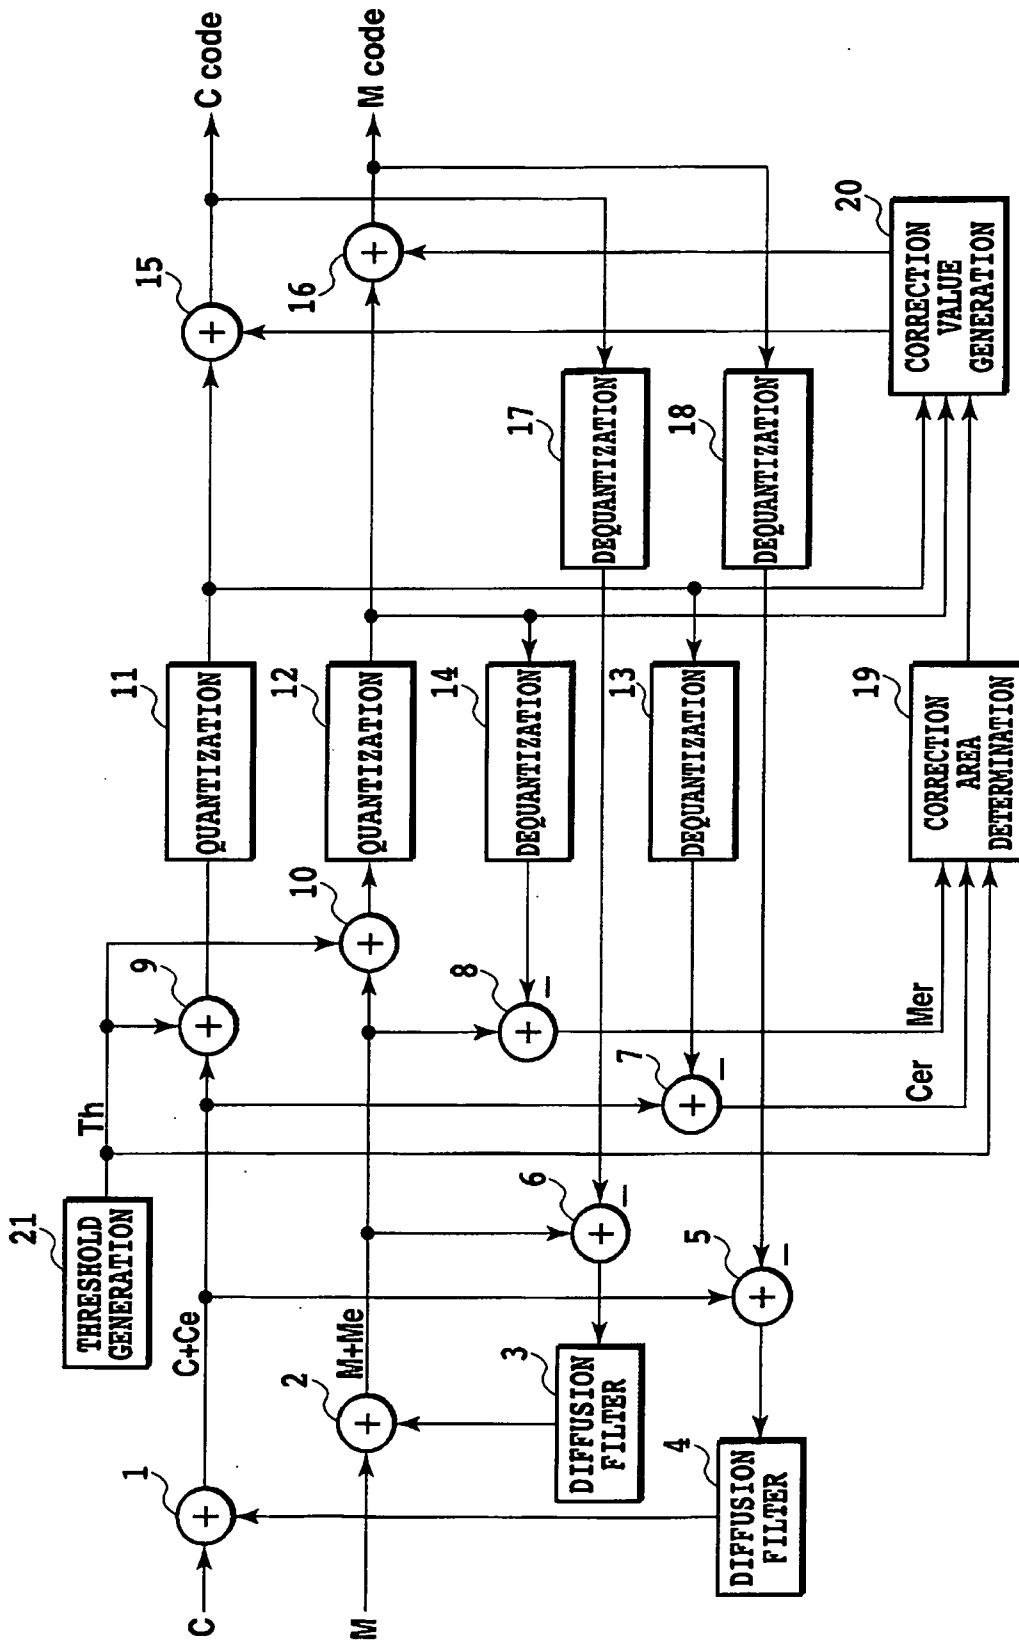 C
M
1
2
C+Ce
M+Me
21
THRESHOLD
GENERATION
Th
3
DIFFUSION
FILTER
4
DIFFUSION
FILTER
5
−
6
−
7
−
8
−
Cer
Mer
9
10
11
QUANTIZATION
12
QUANTIZATION
14
DEQUANTIZATION
13
DEQUANTIZATION
19
CORRECTION
AREA
DETERMINATION
17
DEQUANTIZATION
18
DEQUANTIZATION
15
16
20
CORRECTION
VALUE
GENERATION
C code
M code